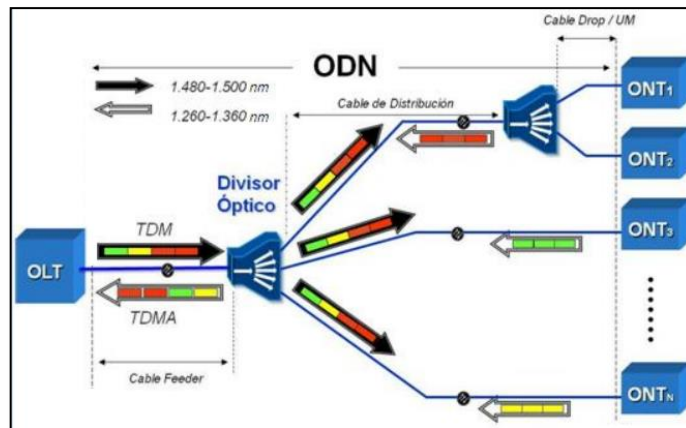 Cable Drop / UM
ODN
1.480-1.500 nm
1.260-1.360 nm
Cable de Distribución
ONT1
ONT2
Divisor
Óptico
TDM
ONT3
OLT
TDMA
Cable Feeder
ONTN